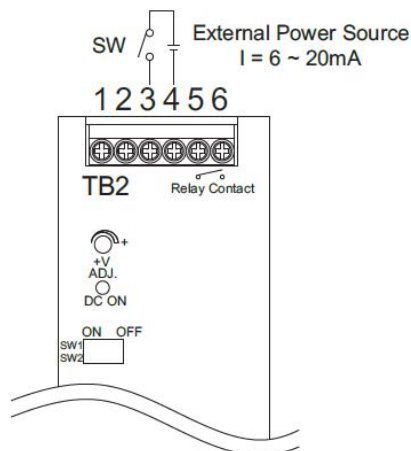 SW
External Power Source
I = 6 ~ 20mA
1 2 3 4 5 6
TB2
Relay Contact
+
+V
ADJ.
DC ON
ON OFF
SW1
SW2